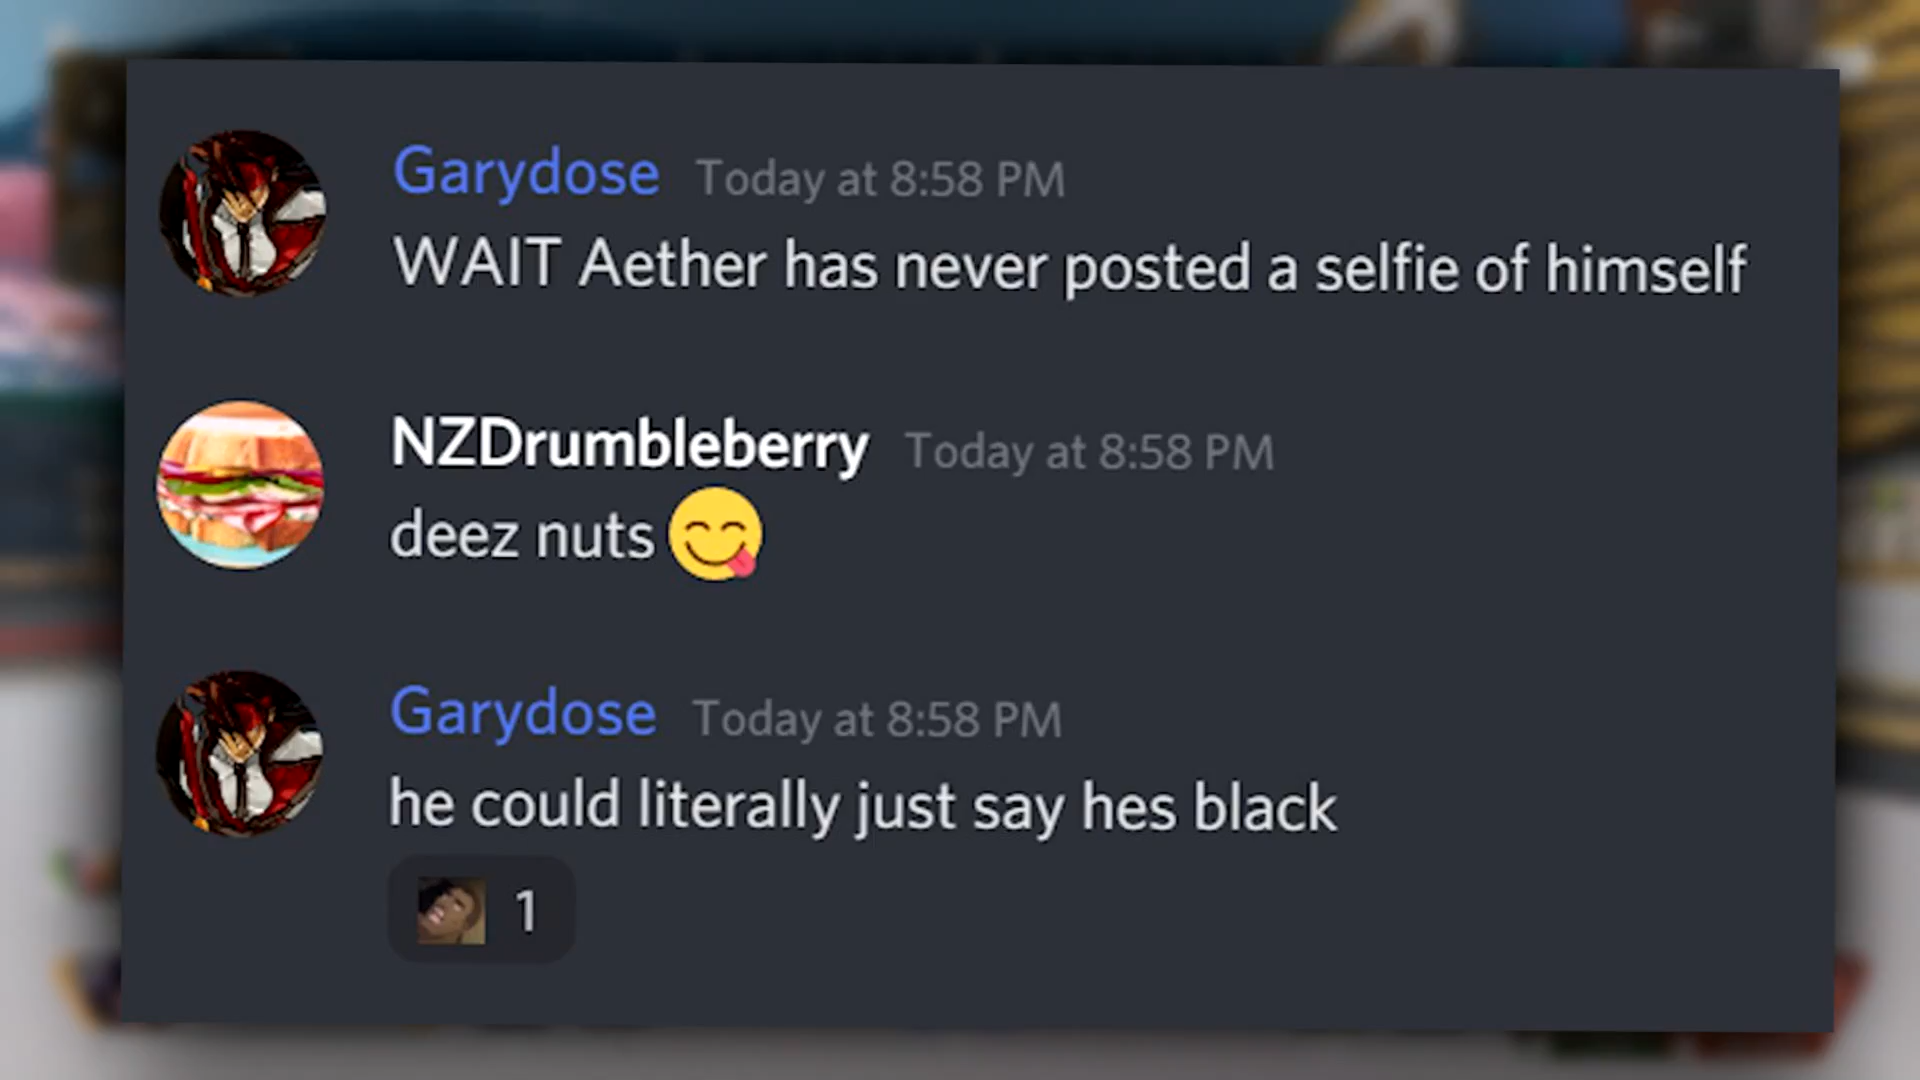 Garydose Today at 8:58 PM
WAIT Aether has never posted a selfie of himself
NZDrumbleberry Today at 8:58 PM
deez nuts 😋
Garydose Today at 8:58 PM
he could literally just say hes black
1